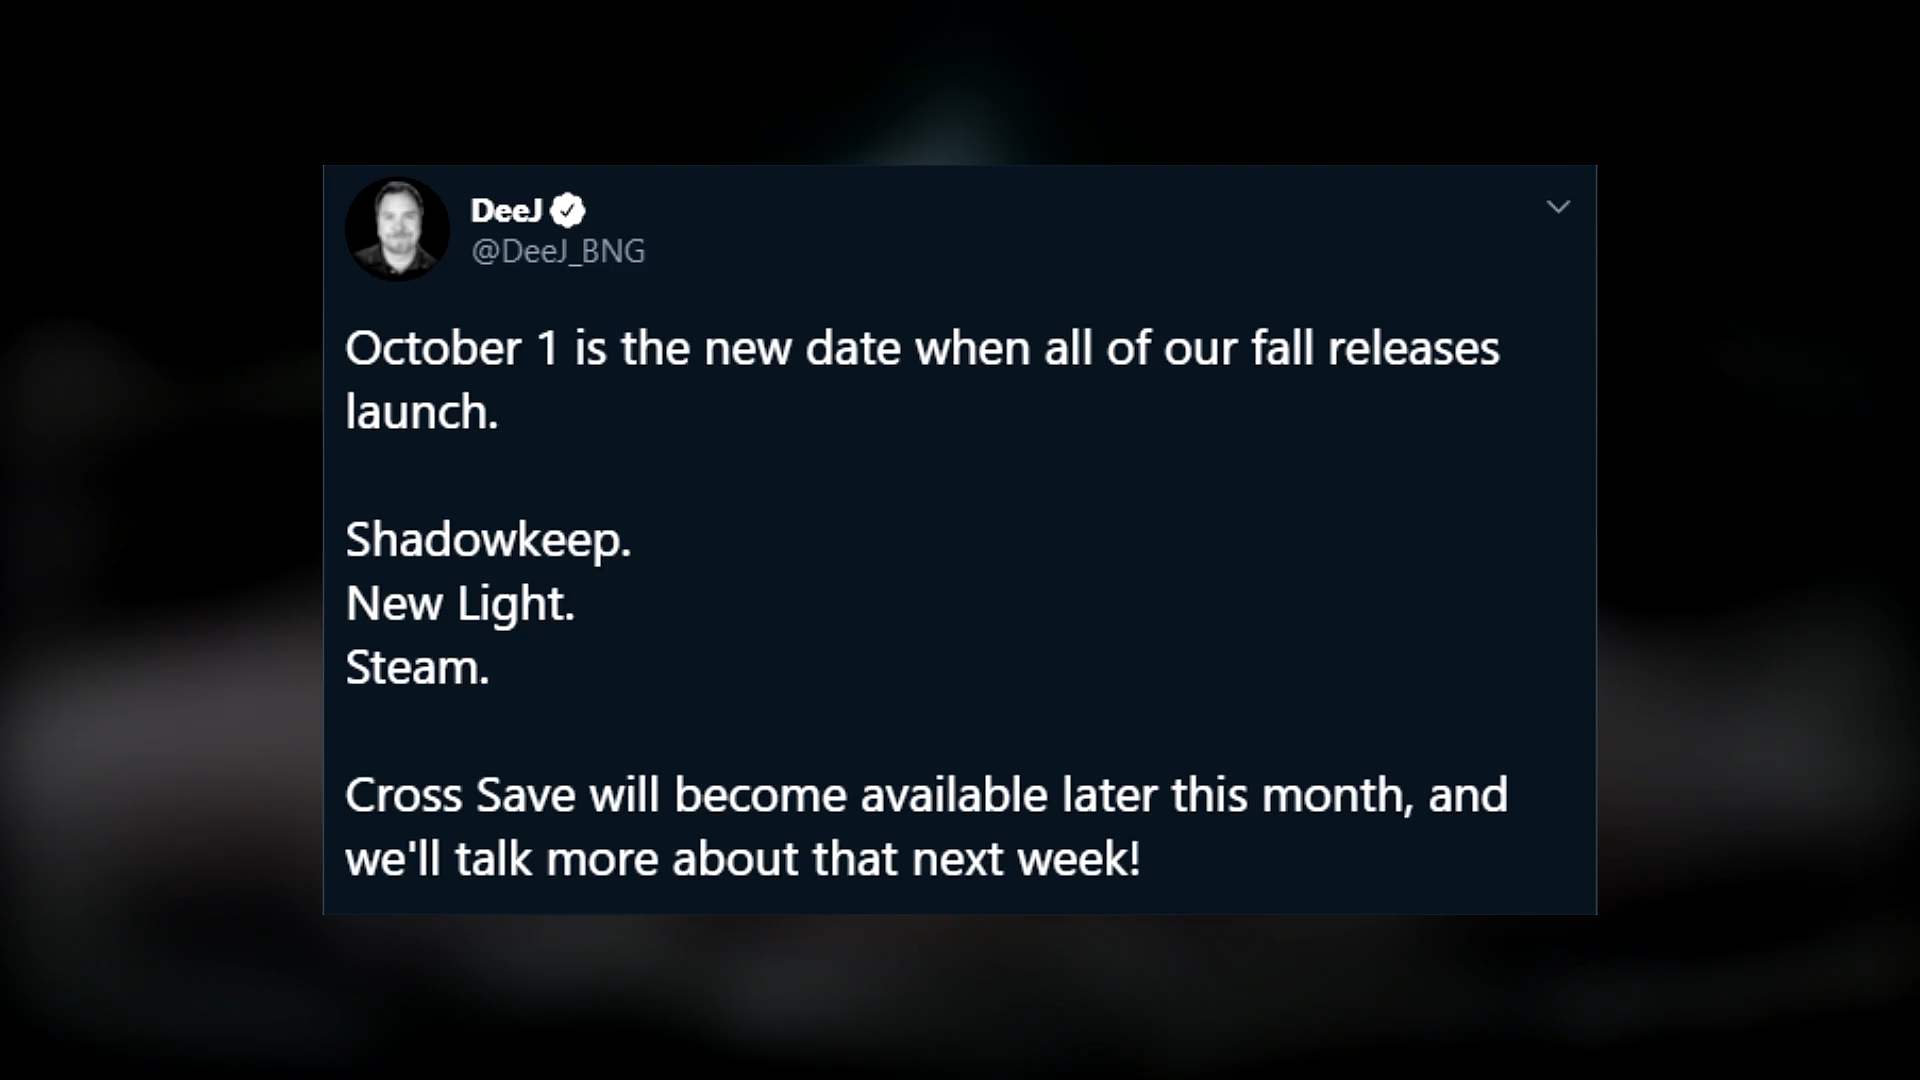 DeeJ
@DeeJ_BNG
October 1 is the new date when all of our fall releases
launch.
Shadowkeep.
New Light.
Steam.
Cross Save will become available later this month, and
we'll talk more about that next week!